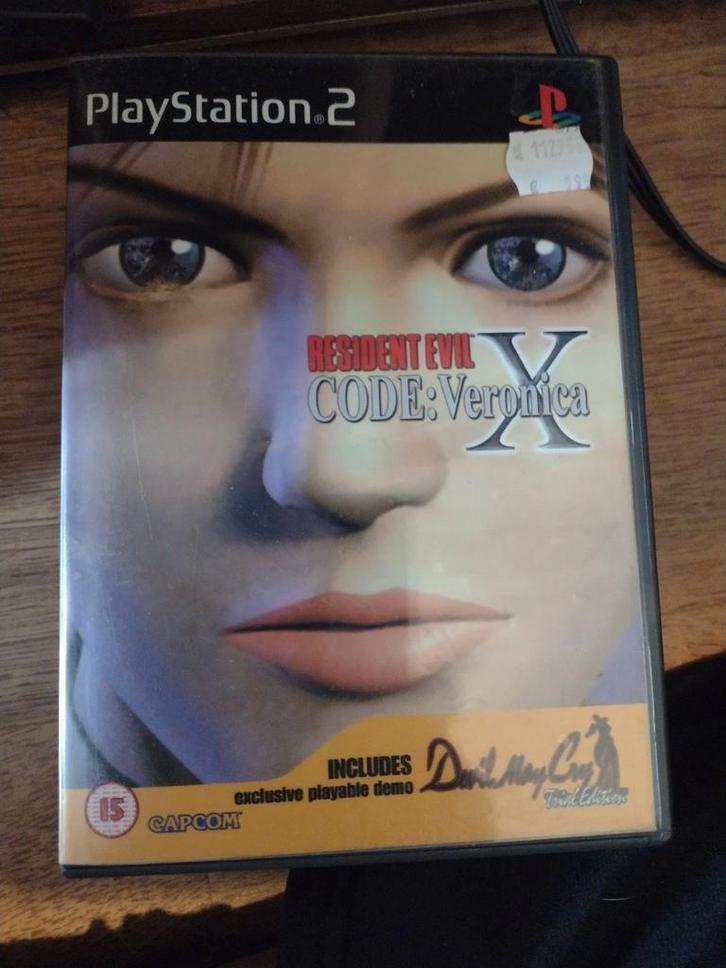 PlayStation®2
RESIDENT EVIL
CODE:Veronica X
INCLUDES
exclusive playable demo
Devil May Cry
Trial Edition
15
CAPCOM